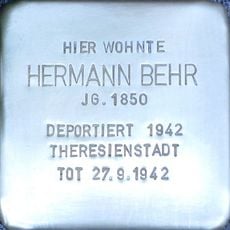 HIER WOHNTE
HERMANN BEHR
JG. 1850
DEPORTIERT 1942
THERESIENSTADT
TOT 27.9.1942